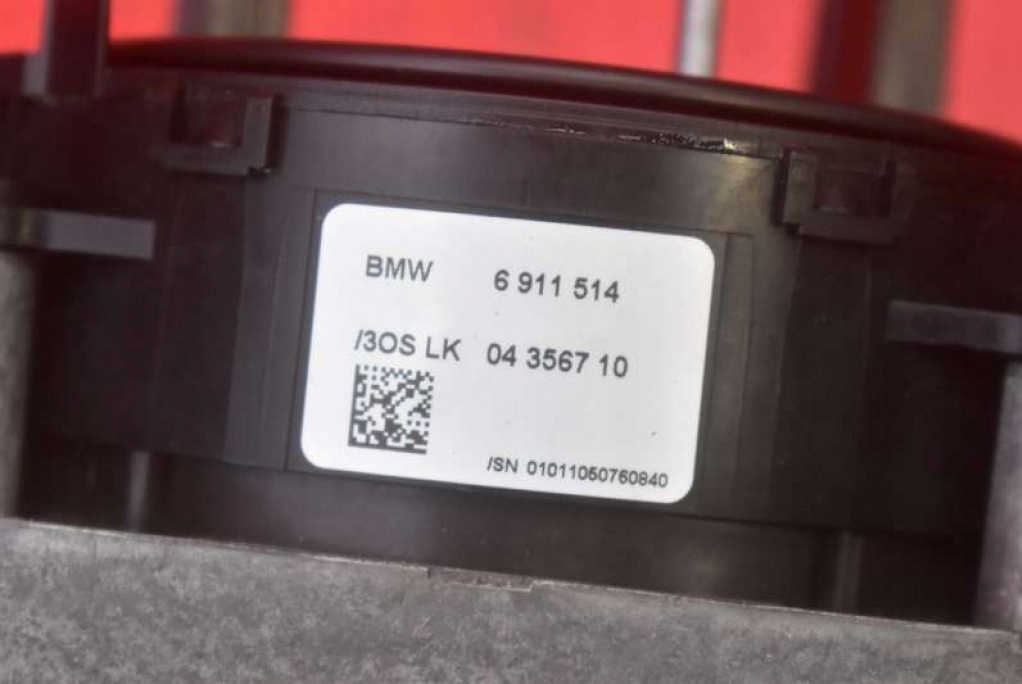 BMW 6 911 514
/3OS LK 04 3567 10
/SN 01011050760840